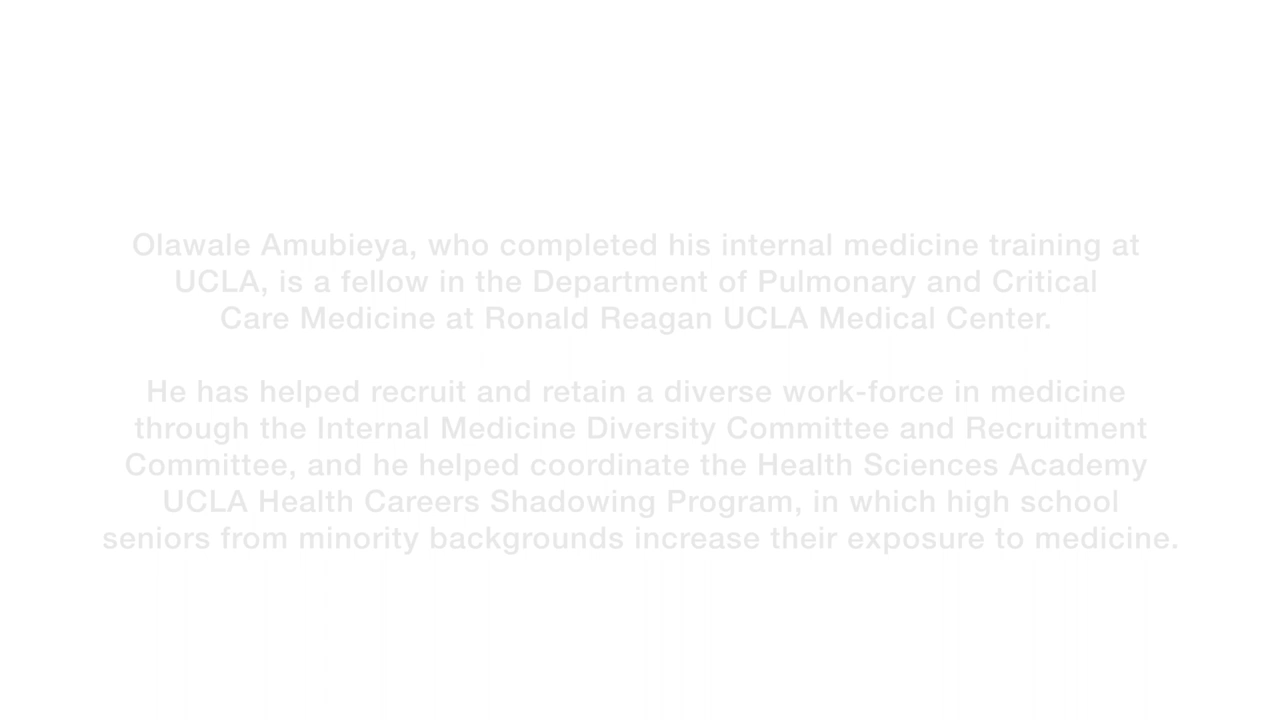 Olawale Amubieya, who completed his internal medicine training at
UCLA, is a fellow in the Department of Pulmonary and Critical
Care Medicine at Ronald Reagan UCLA Medical Center.
He has helped recruit and retain a diverse work-force in medicine
through the Internal Medicine Diversity Committee and Recruitment
Committee, and he helped coordinate the Health Sciences Academy
UCLA Health Careers Shadowing Program, in which high school
seniors from minority backgrounds increase their exposure to medicine.